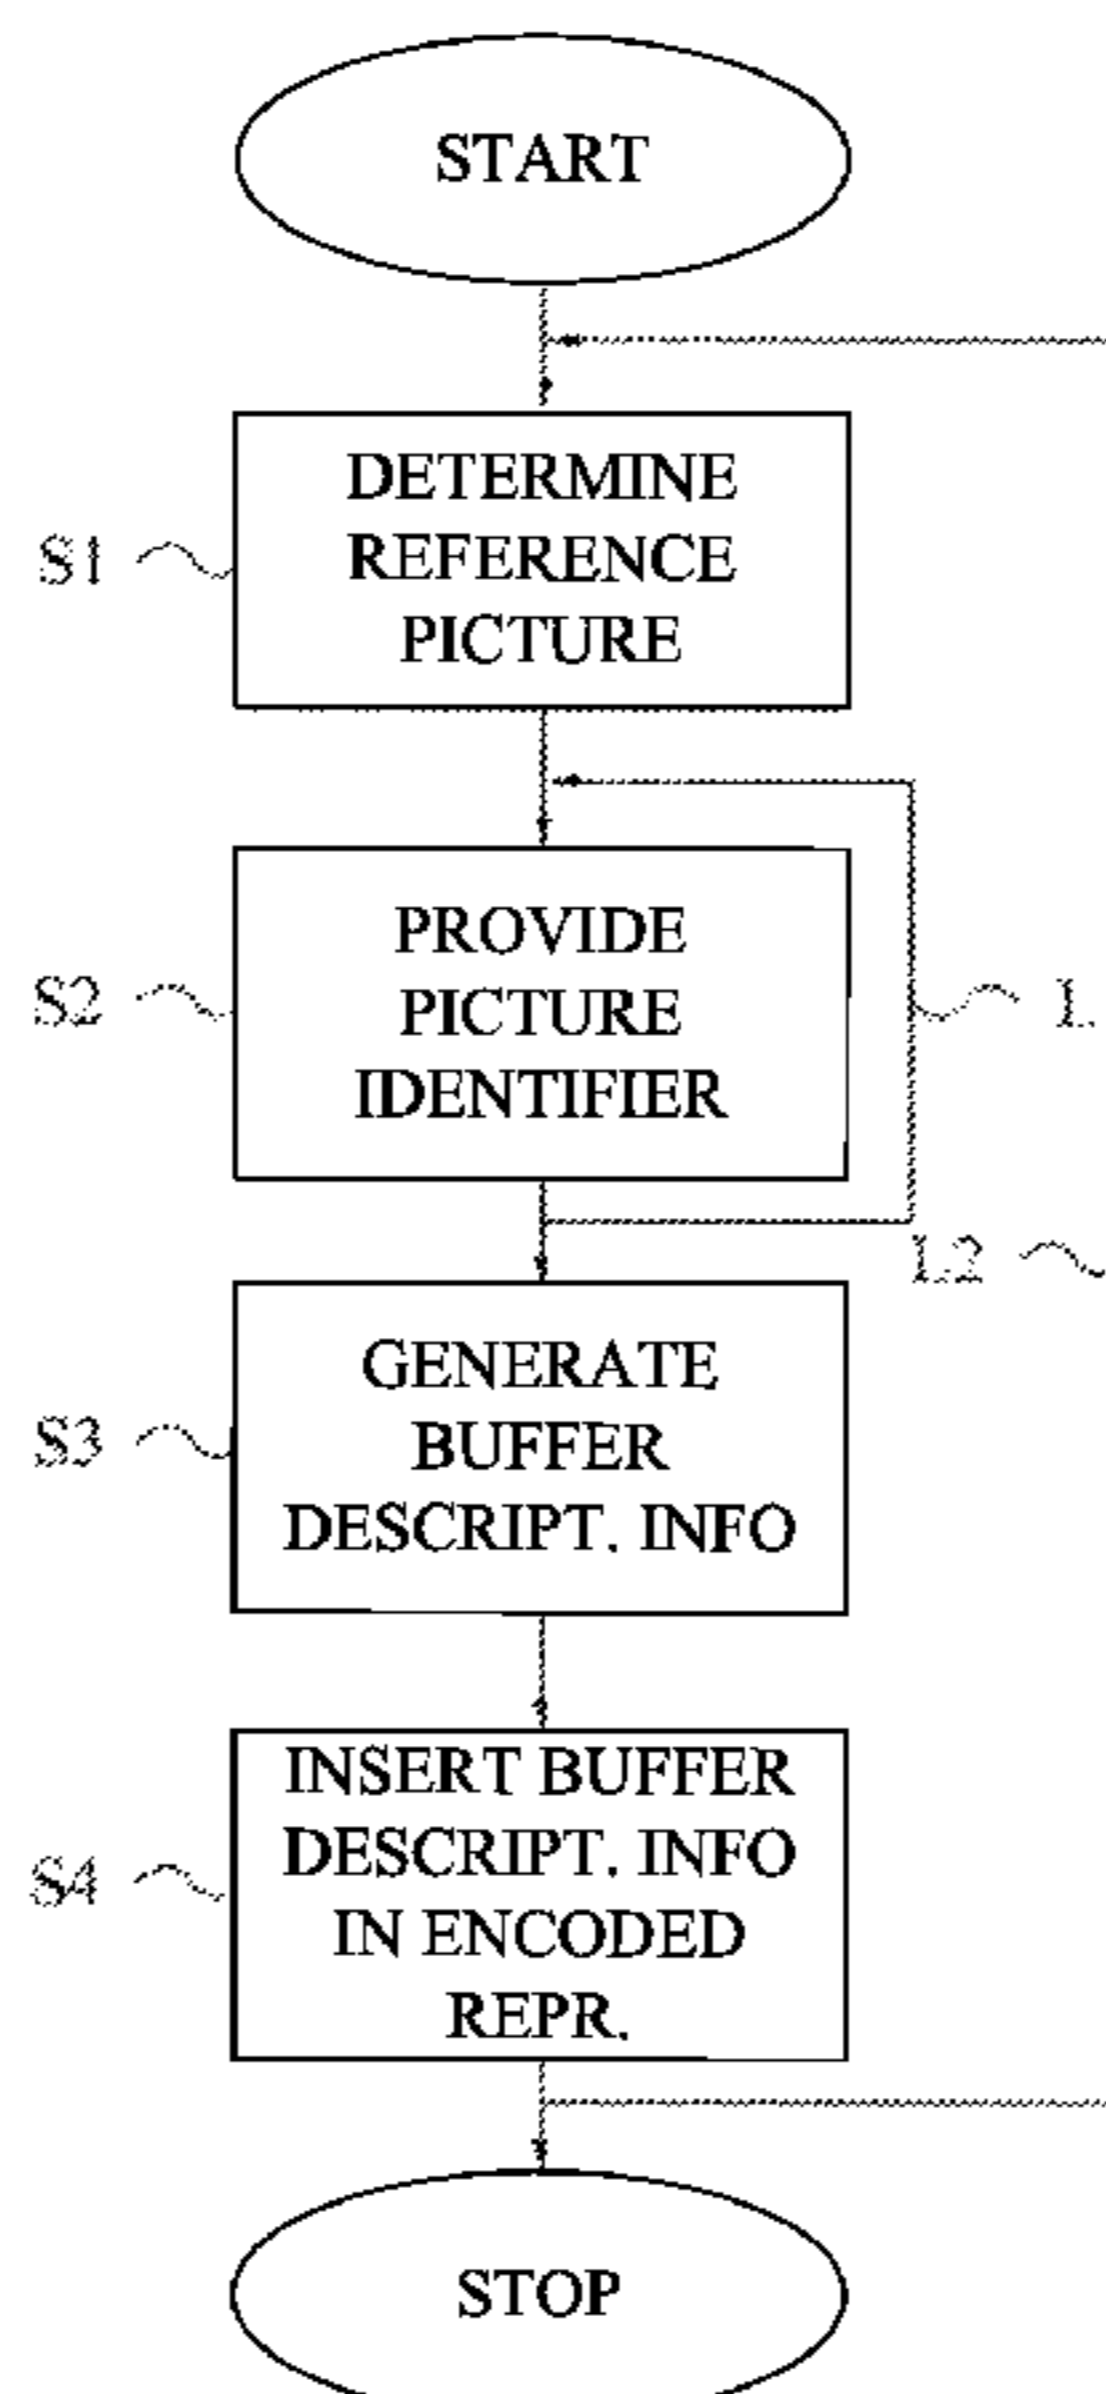 START
DETERMINE
S1
REFERENCE
PICTURE
PROVIDE
S2
PICTURE
IDENTIFIER
L2
GENERATE
S3
BUFFER
DESCRIPT. INFO
INSERT BUFFER
DESCRIPT. INFO
S4
IN ENCODED
REPR.
STOP